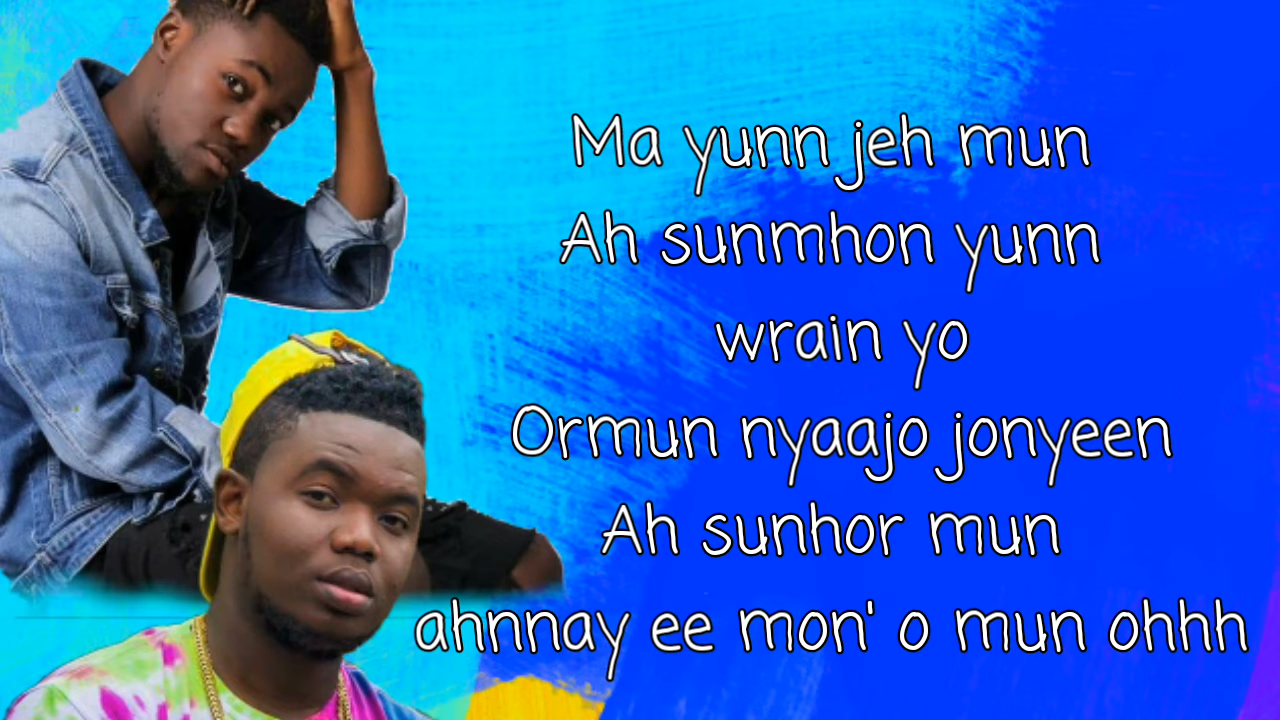 Ma yunn jeh mun
Ah sunmhon yunn
wrain yo
Ormun nyaajo jonyeen
Ah sunhor mun
ahnnay ee mon' o mun ohhh